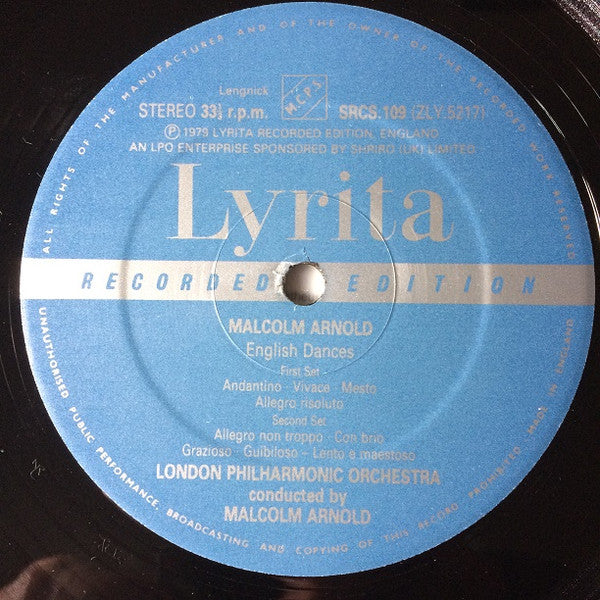 ALL RIGHTS OF THE MANUFACTURER AND OF THE OWNER OF THE RECORDED WORK RESERVED
Lengnick
M.C.P.S
STEREO 33⅓ r.p.m.
SRCS.109 (ZLY.5217)
Ⓟ 1979 LYRITA RECORDED EDITION, ENGLAND
AN LPO ENTERPRISE SPONSORED BY SHRIRO (UK) LIMITED.
Lyrita
RECORDED EDITION
MALCOLM ARNOLD
English Dances
First Set -
Andantino - Vivace - Mesto
Allegro risoluto
Second Set
Allegro non troppo - Con brio
Grazioso - Guibiloso - Lento e maestoso
LONDON PHILHARMONIC ORCHESTRA
conducted by
MALCOLM ARNOLD
UNAUTHORISED PUBLIC PERFORMANCE, BROADCASTING AND COPYING OF THIS RECORD PROHIBITED MADE IN ENGLAND